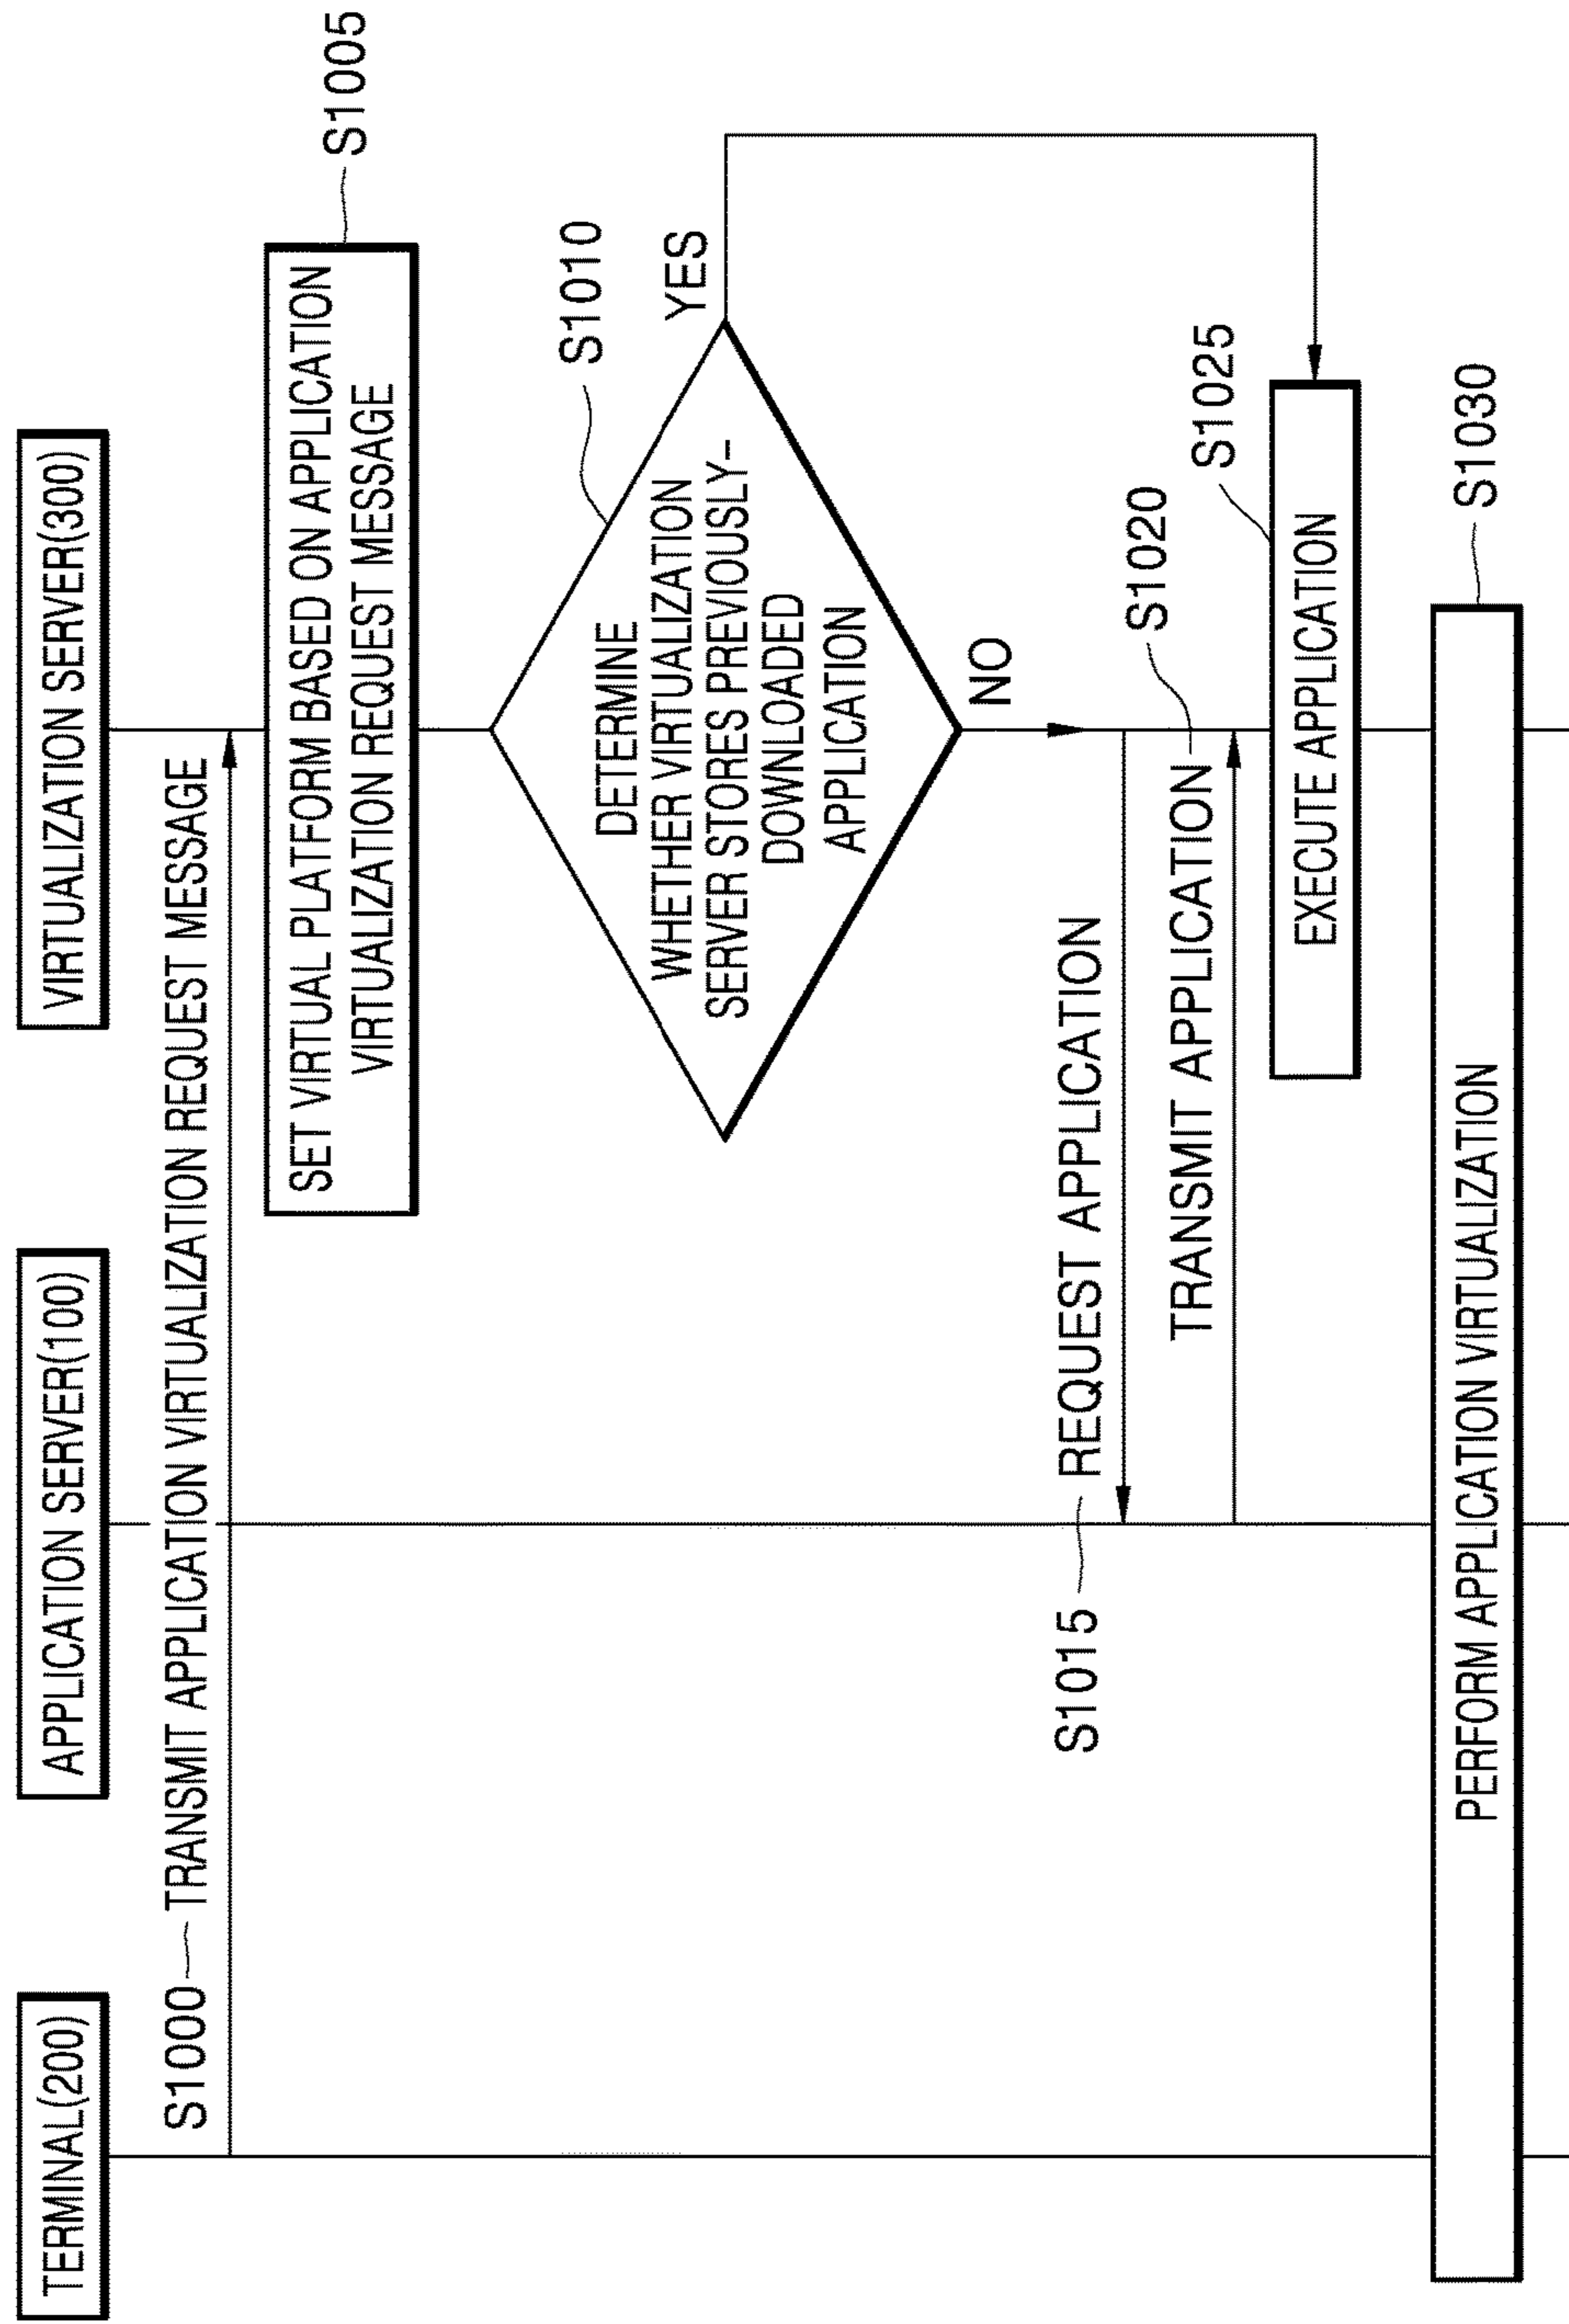 TERMINAL(200)
APPLICATION SERVER(100)
VIRTUALIZATION SERVER(300)
S1000
TRANSMIT APPLICATION VIRTUALIZATION REQUEST MESSAGE
SET VIRTUAL PLATFORM BASED ON APPLICATION
VIRTUALIZATION REQUEST MESSAGE
S1005
S1010
DETERMINE
WHETHER VIRTUALIZATION
SERVER STORES PREVIOUSLY-
DOWNLOADED
APPLICATION
YES
NO
S1015
REQUEST APPLICATION
S1020
TRANSMIT APPLICATION
S1025
EXECUTE APPLICATION
S1030
PERFORM APPLICATION VIRTUALIZATION